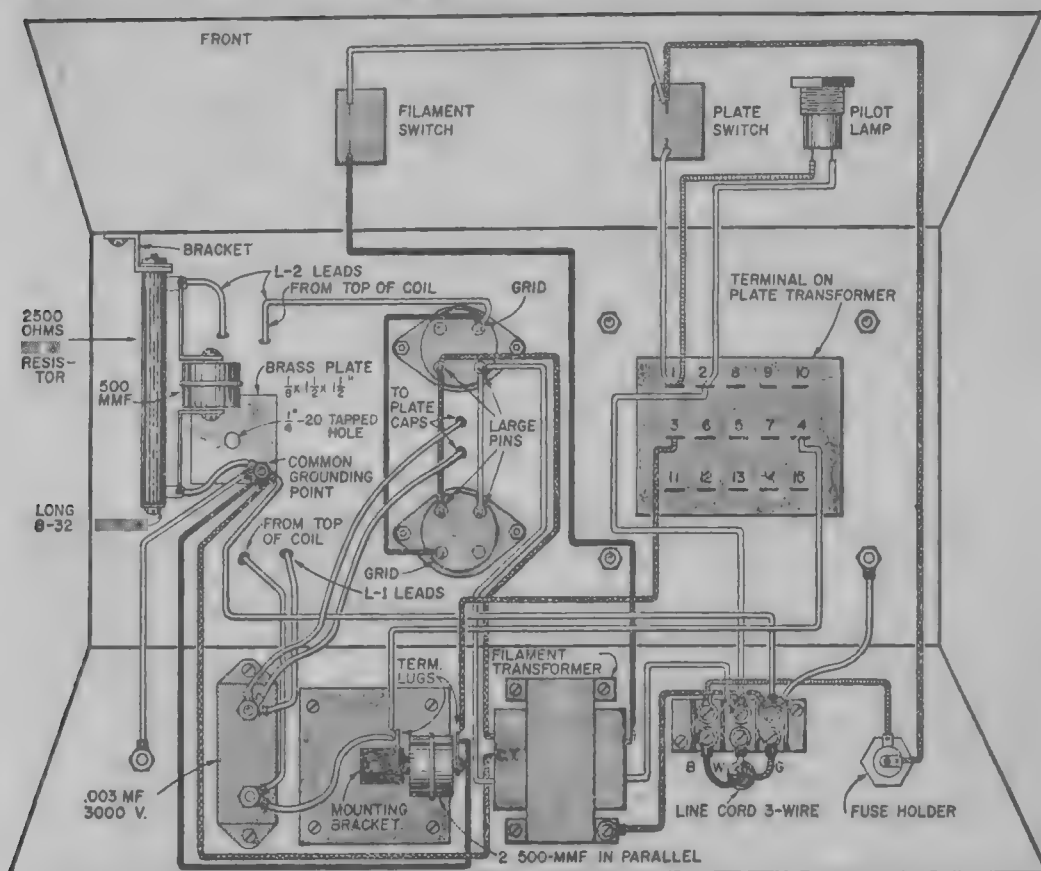 FRONT
FILAMENT
SWITCH
PLATE
SWITCH
PILOT
LAMP
BRACKET
L-2 LEADS
FROM TOP OF COIL
GRID
TERMINAL ON
PLATE TRANSFORMER
2500
OHMS
RESIS-
TOR
500
MMF
BRASS PLATE
1/8 x 1 1/2 x 1 1/2"
1/4"-20 TAPPED
HOLE
TO
PLATE
CAPS
LARGE
PINS
COMMON
GROUNDING
POINT
1 2 8 9 10
3 6 5 7 4
11 12 13 14 15
LONG
8-32
FROM TOP
OF COIL
L-1 LEADS
GRID
TERM.
LUGS
FILAMENT
TRANSFORMER
C.T.
.003 MF
3000 V.
MOUNTING
BRACKET.
B W G
LINE CORD 3-WIRE
FUSE HOLDER
2 500-MMF IN PARALLEL